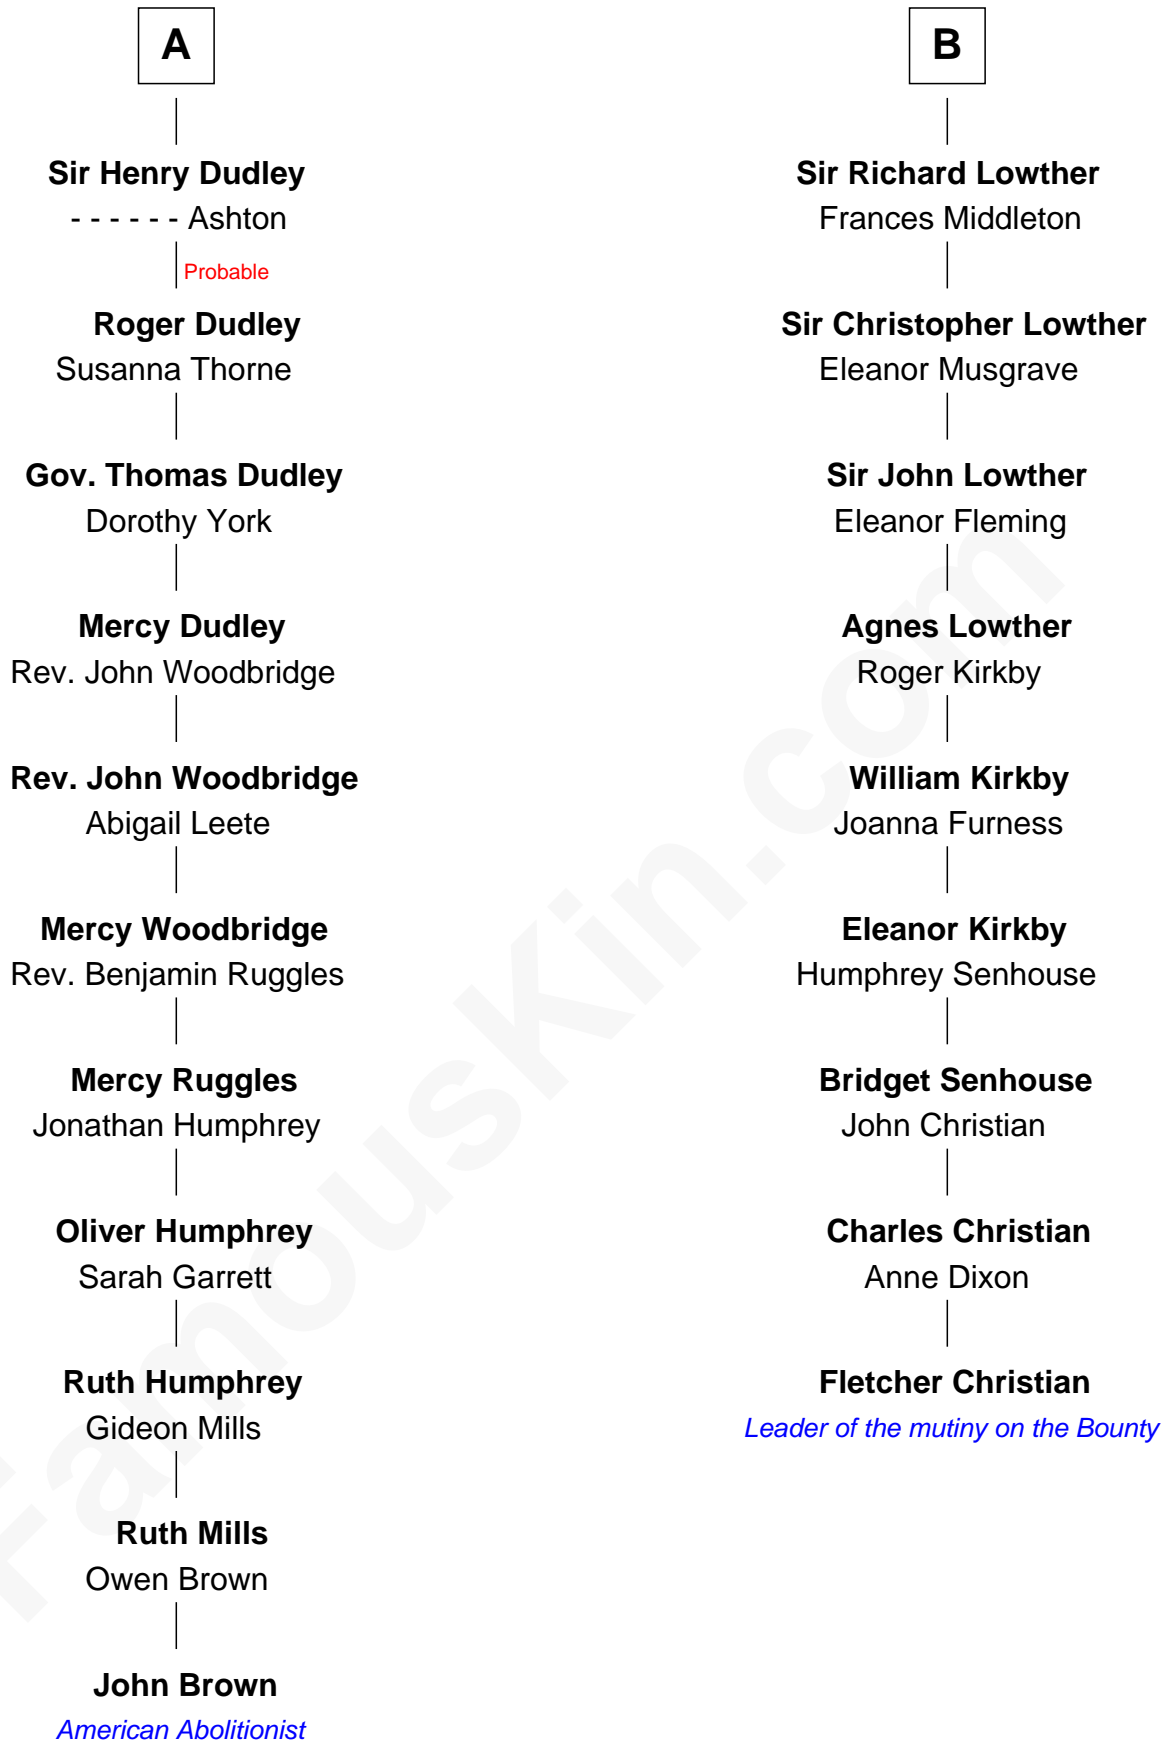 A
Sir Henry Dudley
- - - - - - Ashton
Probable
Roger Dudley
Susanna Thorne
Gov. Thomas Dudley
Dorothy York
Mercy Dudley
Rev. John Woodbridge
Rev. John Woodbridge
Abigail Leete
Mercy Woodbridge
Rev. Benjamin Ruggles
Mercy Ruggles
Jonathan Humphrey
Oliver Humphrey
Sarah Garrett
Ruth Humphrey
Gideon Mills
Ruth Mills
Owen Brown
John Brown
American Abolitionist
B
Sir Richard Lowther
Frances Middleton
Sir Christopher Lowther
Eleanor Musgrave
Sir John Lowther
Eleanor Fleming
Agnes Lowther
Roger Kirkby
William Kirkby
Joanna Furness
Eleanor Kirkby
Humphrey Senhouse
Bridget Senhouse
John Christian
Charles Christian
Anne Dixon
Fletcher Christian
Leader of the mutiny on the Bounty
FamousKin.com